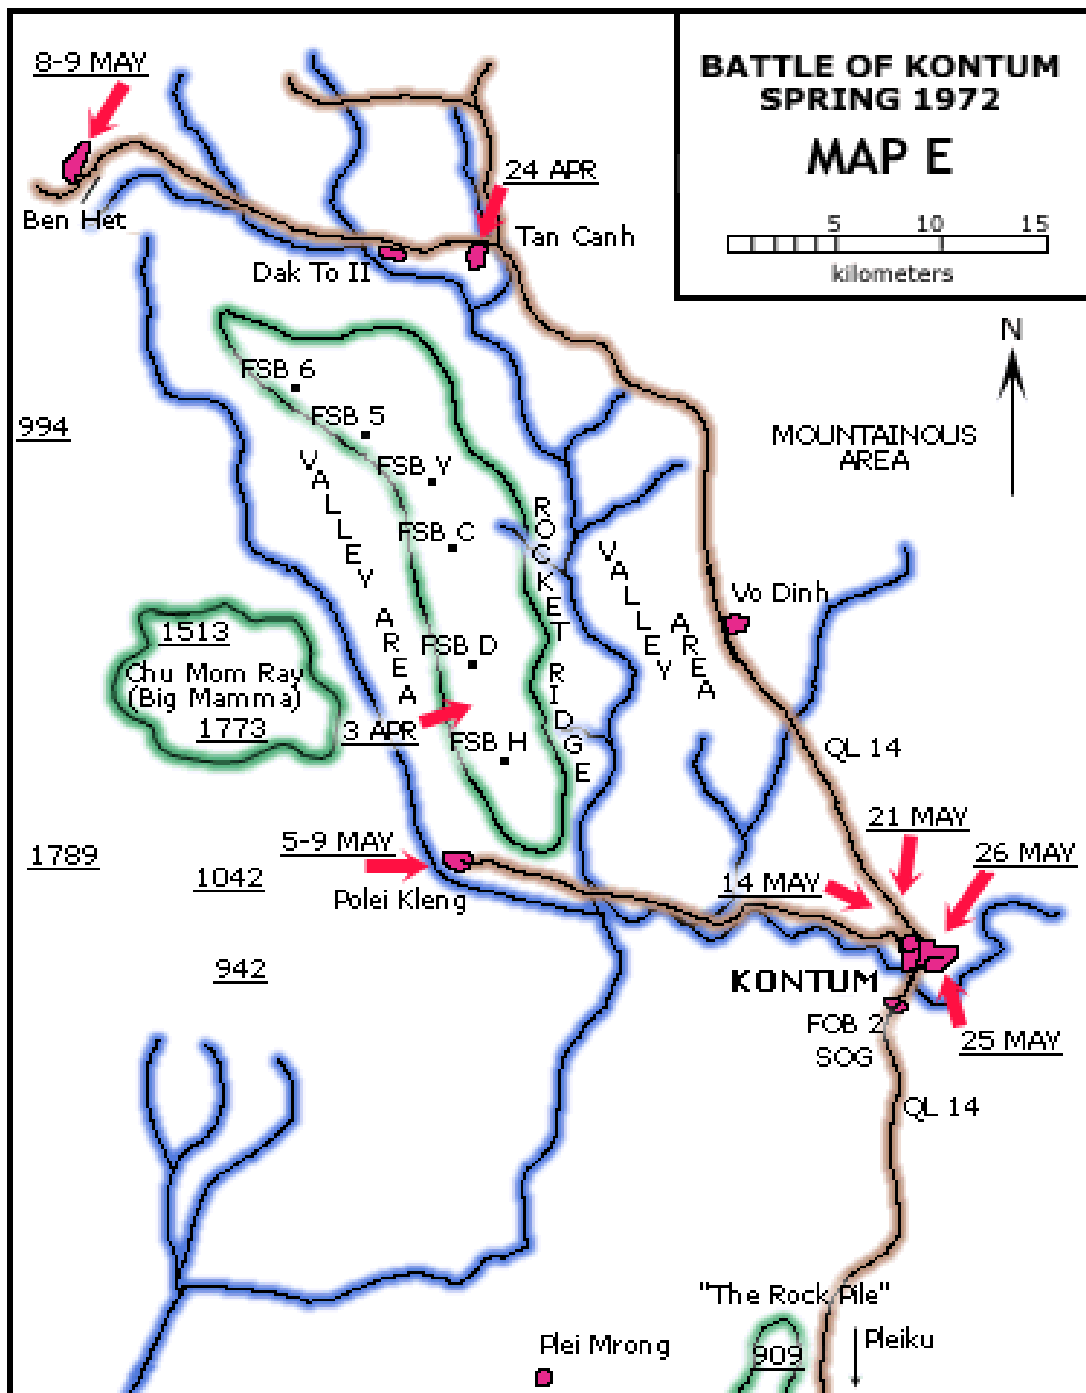 8-9 MAY
BATTLE OF KONTUM
SPRING 1972
MAP E
24 APR
Ben Het
Tan Canh
5 10 15
kilometers
Dak To II
N
FSB 6
994
FSB 5
MOUNTAINOUS
AREA
FSB Y
VALLEY AREA
ROCKET RIDGE
FSB C
VALLEY AREA
Vo Dinh
1513
FSB D
Chu Mom Ray
(Big Mamma)
1773
3 APR
FSB H
QL 14
21 MAY
5-9 MAY
26 MAY
1789
1042
14 MAY
Polei Kleng
942
KONTUM
FOB 2
SOG
25 MAY
QL 14
"The Rock Pile"
Plei Mrong
909
Pleiku